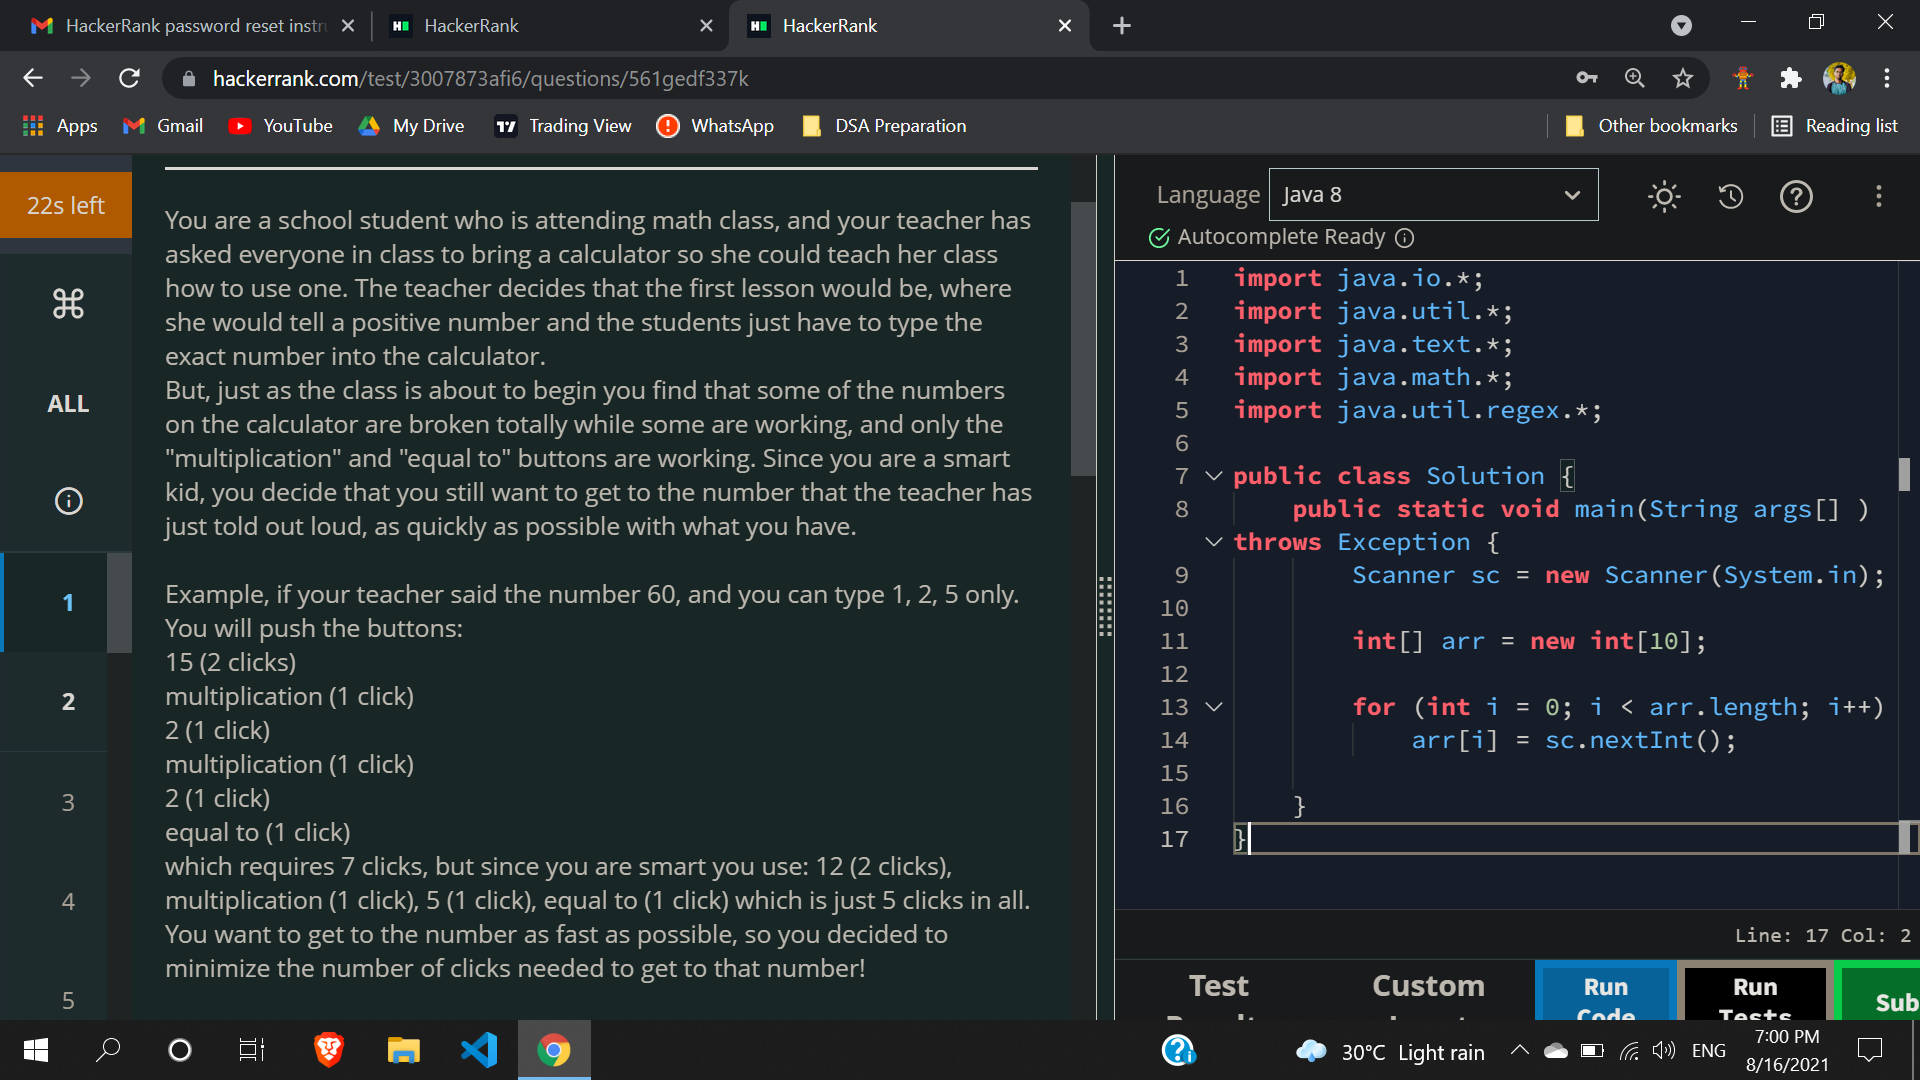 HackerRank password reset instr
HackerRank
HackerRank
hackerrank.com/test/3007873afi6/questions/561gedf337k
Apps
Gmail
YouTube
My Drive
Trading View
WhatsApp
DSA Preparation
Other bookmarks
Reading list
22s left
ALL
1
2
3
4
5
You are a school student who is attending math class, and your teacher has
asked everyone in class to bring a calculator so she could teach her class
how to use one. The teacher decides that the first lesson would be, where
she would tell a positive number and the students just have to type the
exact number into the calculator.
But, just as the class is about to begin you find that some of the numbers
on the calculator are broken totally while some are working, and only the
"multiplication" and "equal to" buttons are working. Since you are a smart
kid, you decide that you still want to get to the number that the teacher has
just told out loud, as quickly as possible with what you have.
Example, if your teacher said the number 60, and you can type 1, 2, 5 only.
You will push the buttons:
15 (2 clicks)
multiplication (1 click)
2 (1 click)
multiplication (1 click)
2 (1 click)
equal to (1 click)
which requires 7 clicks, but since you are smart you use: 12 (2 clicks),
multiplication (1 click), 5 (1 click), equal to (1 click) which is just 5 clicks in all.
You want to get to the number as fast as possible, so you decided to
minimize the number of clicks needed to get to that number!
Language
Java 8
Autocomplete Ready
1 import java.io.*;
2 import java.util.*;
3 import java.text.*;
4 import java.math.*;
5 import java.util.regex.*;
6
7 public class Solution {
8 public static void main(String args[] )
throws Exception {
9 Scanner sc = new Scanner(System.in);
10
11 int[] arr = new int[10];
12
13 for (int i = 0; i < arr.length; i++)
14 arr[i] = sc.nextInt();
15
16 }
17 }
Line: 17 Col: 2
Test
Custom
Run
Code
Run
Tests
Sub
30°C Light rain
ENG
7:00 PM
8/16/2021